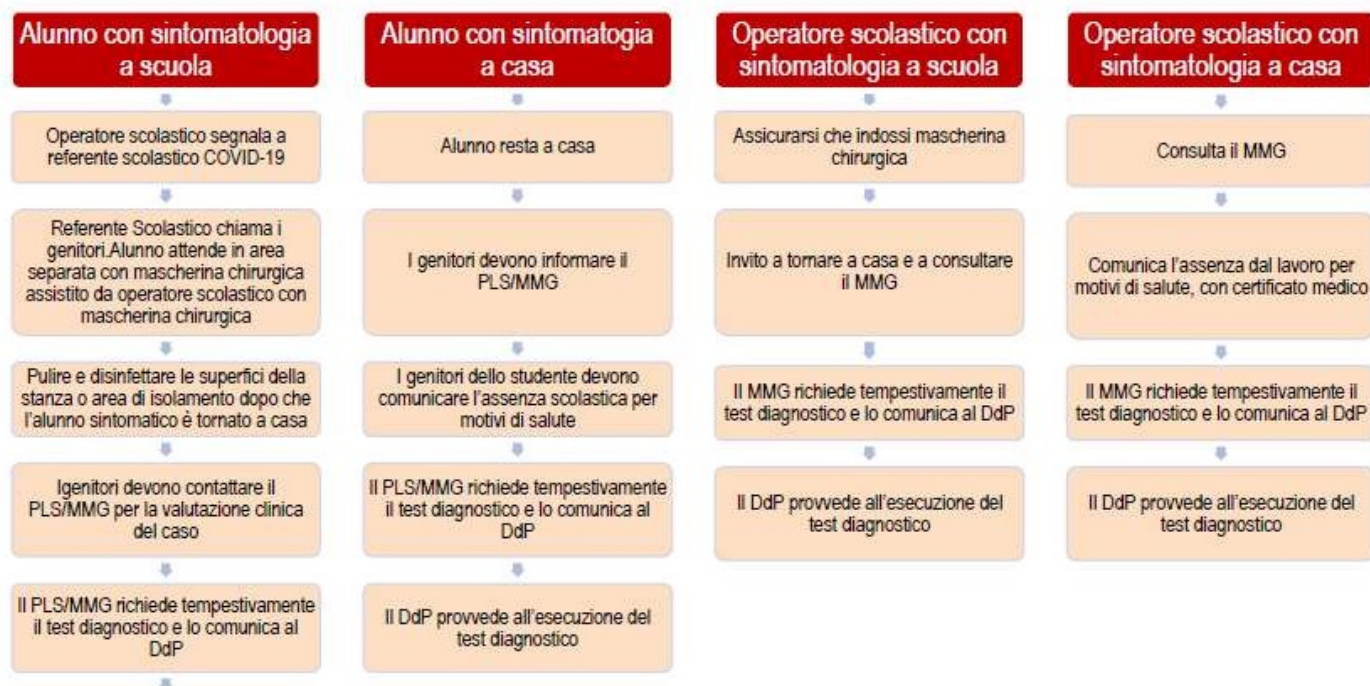 Alunno con sintomatologia
a scuola
Operatore scolastico segnala a
referente scolastico COVID-19
Referente Scolastico chiama i
genitori.Alunno attende in area
separata con mascherina chirurgica
assistito da operatore scolastico con
mascherina chirurgica
Pulire e disinfettare le superfici della
stanza o area di isolamento dopo che
l'alunno sintomatico è tornato a casa
Igenitori devono contattare il
PLS/MMG per la valutazione clinica
del caso
Il PLS/MMG richiede tempestivamente
il test diagnostico e lo comunica al
DdP
Alunno con sintomatogia
a casa
Alunno resta a casa
I genitori devono informare il
PLS/MMG
I genitori dello studente devono
comunicare l'assenza scolastica per
motivi di salute
Il PLS/MMG richiede tempestivamente
il test diagnostico e lo comunica al
DdP
Il DdP provvede all'esecuzione del
test diagnostico
Operatore scolastico con
sintomatologia a scuola
Assicurarsi che indossi mascherina
chirurgica
Invito a tornare a casa e a consultare
il MMG
Il MMG richiede tempestivamente il
test diagnostico e lo comunica al DdP
Il DdP provvede all'esecuzione del
test diagnostico
Operatore scolastico con
sintomatologia a casa
Consulta il MMG
Comunica l'assenza dal lavoro per
motivi di salute, con certificato medico
Il MMG richiede tempestivamente il
test diagnostico e lo comunica al DdP
Il DdP provvede all'esecuzione del
test diagnostico